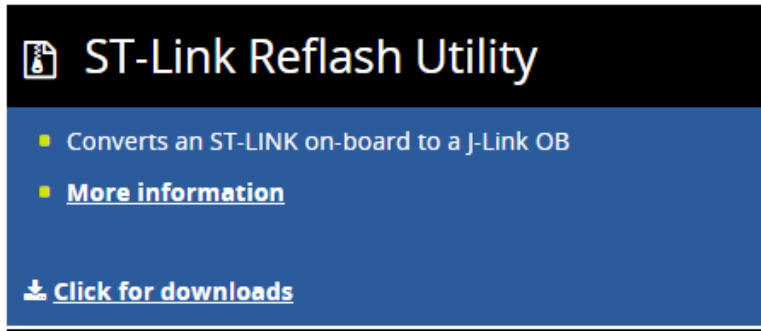 ST-Link Reflash Utility
Converts an ST-LINK on-board to a J-Link OB
More information
Click for downloads